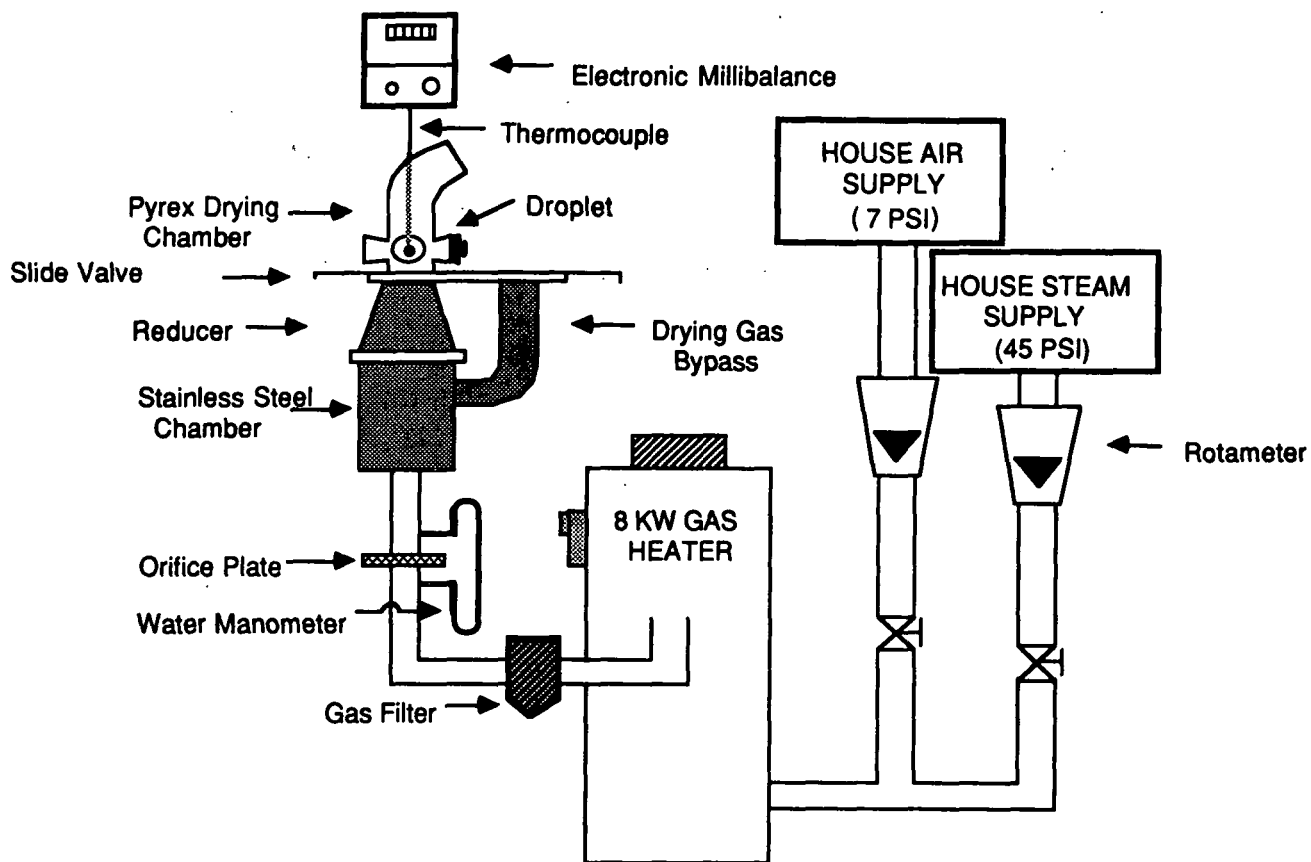 Electronic Millibalance
Thermocouple
HOUSE AIR
SUPPLY
( 7 PSI)
Pyrex Drying
Chamber
Droplet
Slide Valve
HOUSE STEAM
SUPPLY
(45 PSI)
Reducer
Drying Gas
Bypass
Stainless Steel
Chamber
Rotameter
8 KW GAS
HEATER
Orifice Plate
Water Manometer
Gas Filter